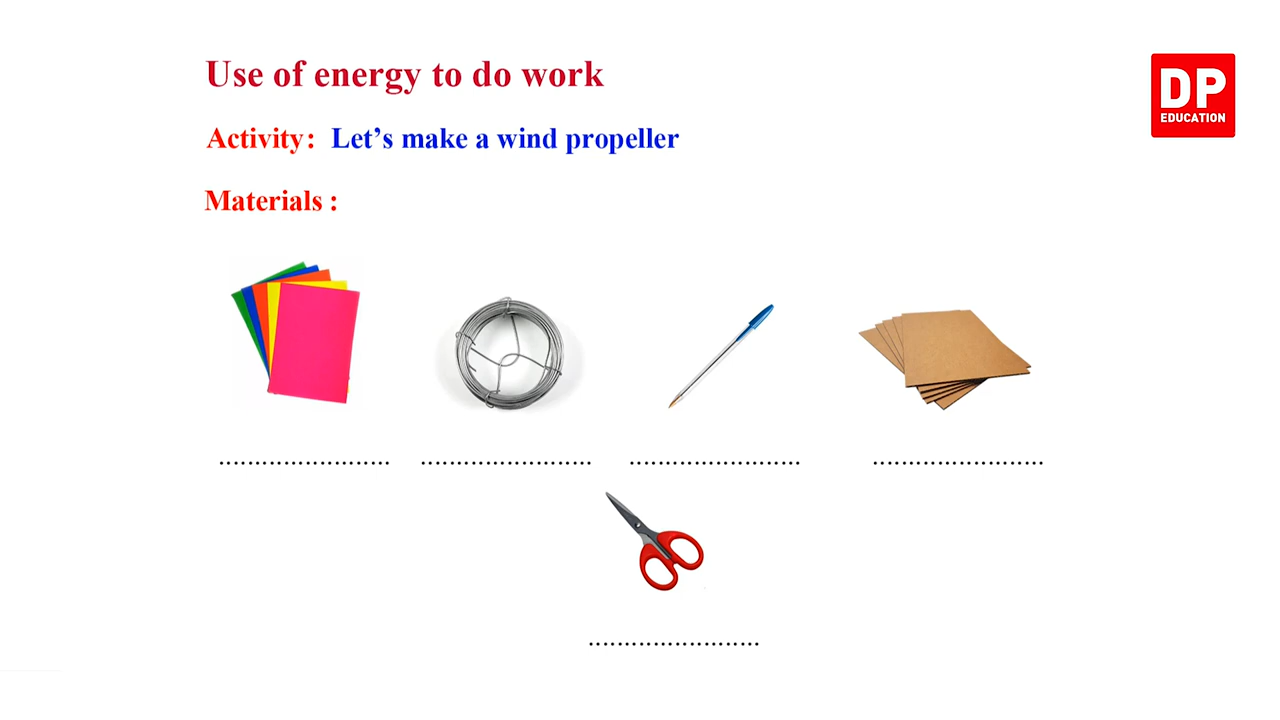 Use of energy to do work
DP
EDUCATION
Activity: Let's make a wind propeller
Materials :
........................ ........................ ........................ ........................
........................